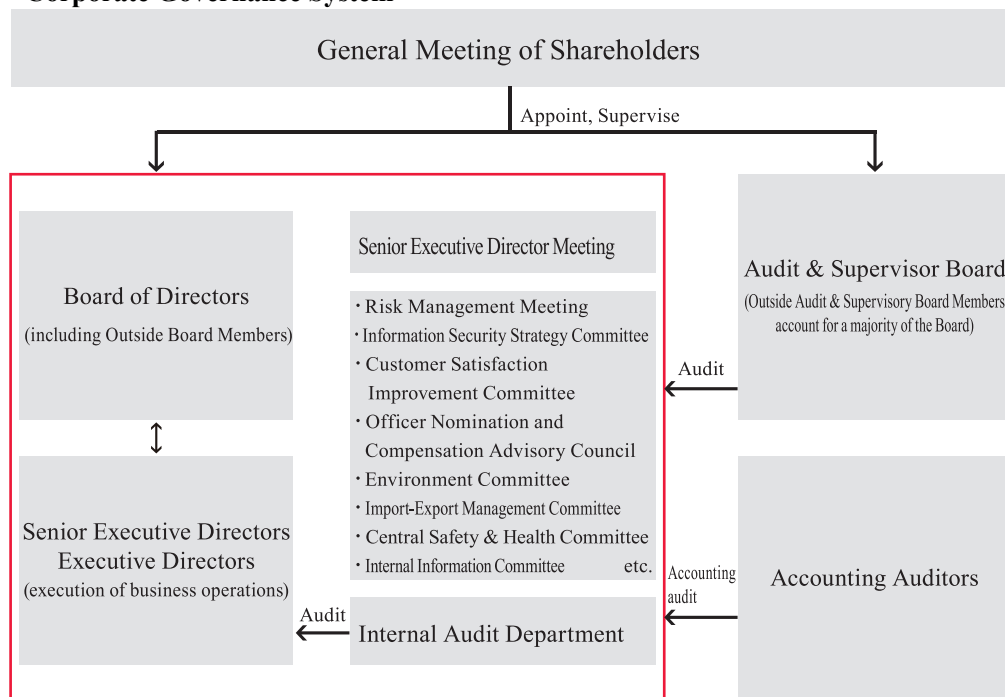 Corporate Governance System
General Meeting of Shareholders
Appoint, Supervise
Board of Directors
(including Outside Board Members)
Senior Executive Directors
Executive Directors
(execution of business operations)
Senior Executive Director Meeting
・Risk Management Meeting
・Information Security Strategy Committee
・Customer Satisfaction
Improvement Committee
・Officer Nomination and
Compensation Advisory Council
・Environment Committee
・Import-Export Management Committee
・Central Safety & Health Committee
・Internal Information Committee etc.
Audit
Internal Audit Department
Audit
Accounting
audit
Audit & Supervisor Board
(Outside Audit & Supervisory Board Members
account for a majority of the Board)
Accounting Auditors